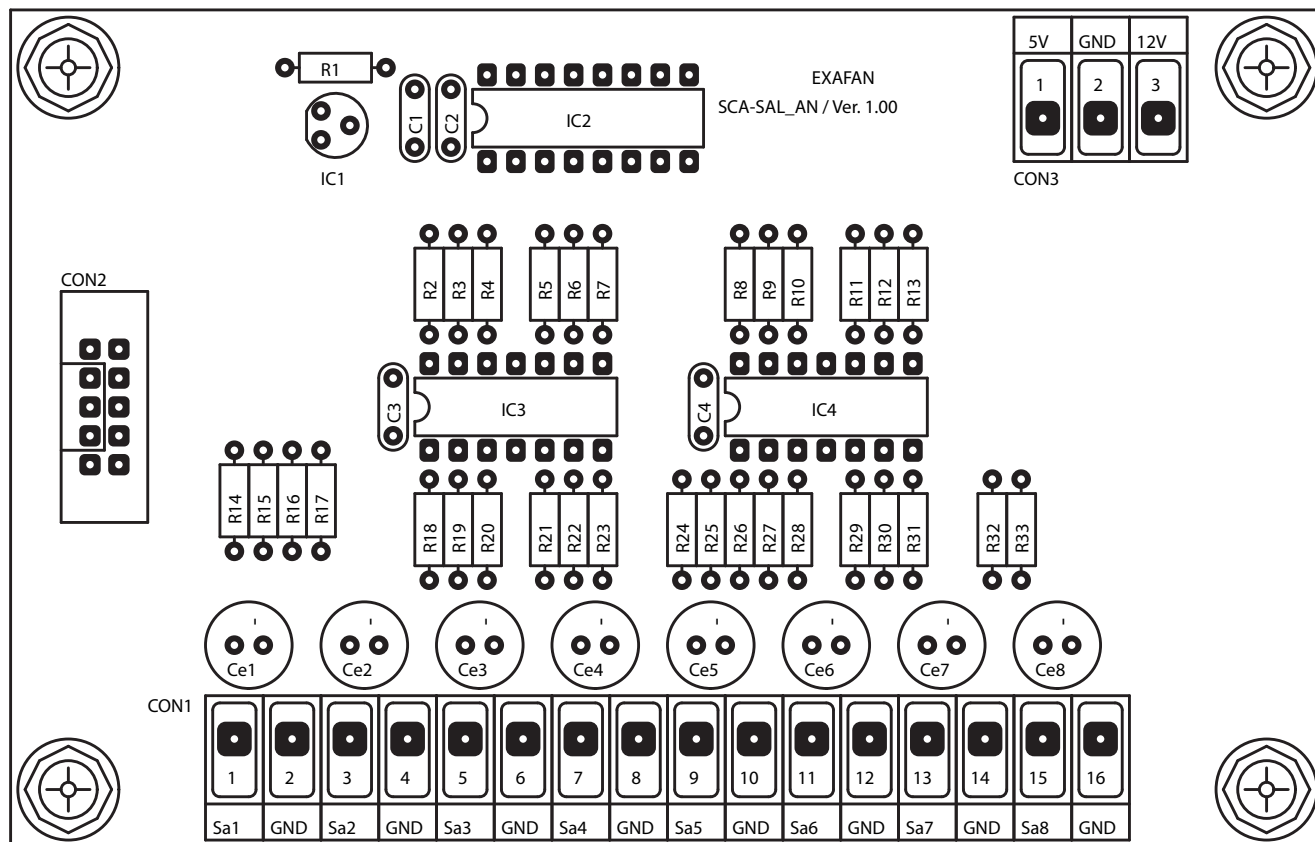 5V GND 12V
R1
EXAFAN
1 2 3
SCA-SAL_AN / Ver. 1.00
C1 C2 IC2
IC1
CON3
CON2
R2 R3 R4 R5 R6 R7 R8 R9 R10 R11 R12 R13
C3 IC3 C4 IC4
R14 R15 R16 R17
R18 R19 R20 R21 R22 R23 R24 R25 R26 R27 R28 R29 R30 R31 R32 R33
Ce1 Ce2 Ce3 Ce4 Ce5 Ce6 Ce7 Ce8
CON1
1 2 3 4 5 6 7 8 9 10 11 12 13 14 15 16
Sa1 GND Sa2 GND Sa3 GND Sa4 GND Sa5 GND Sa6 GND Sa7 GND Sa8 GND